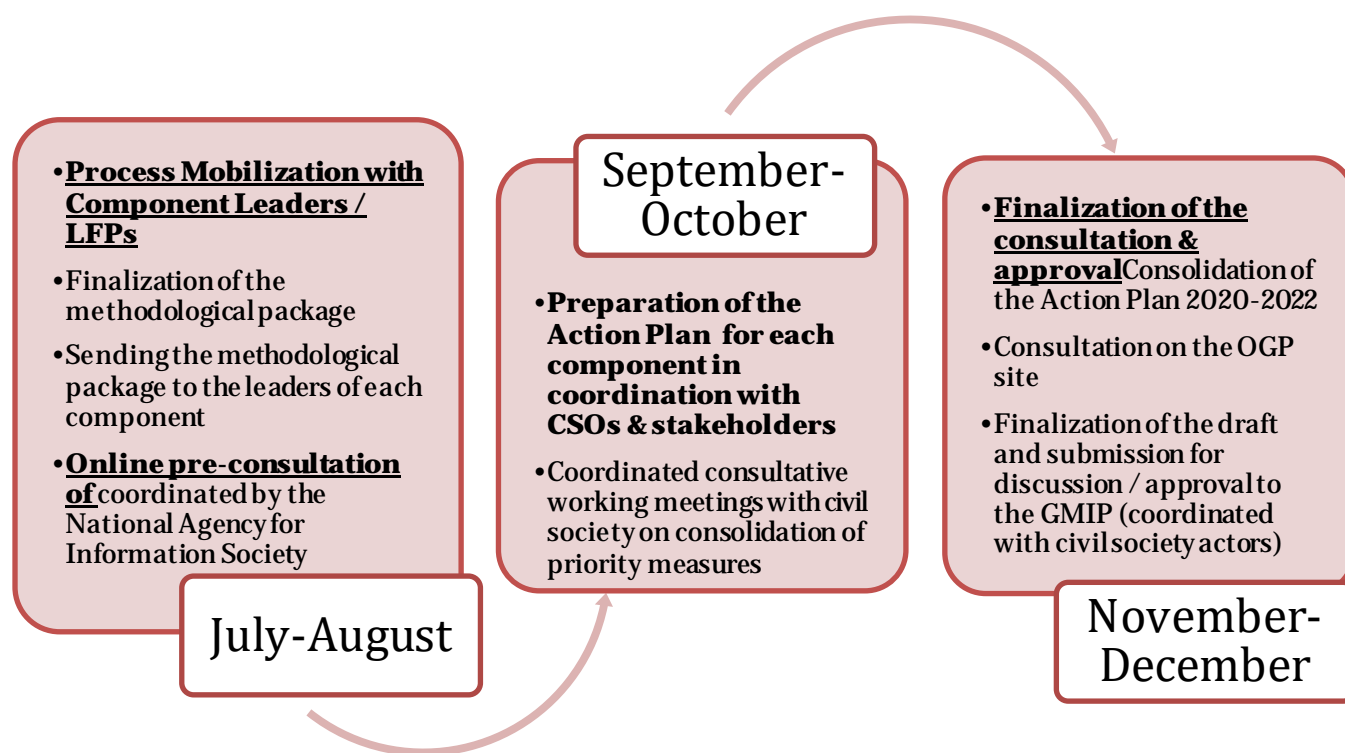 •Process Mobilization with
Component Leaders /
LFPs
•Finalization of the
methodological package
•Sending the methodological
package to the leaders of each
component
•Online pre-consultation
of coordinated by the
National Agency for
Information Society
July-August
September-
October
•Preparation of the
Action Plan for each
component in
coordination with
CSOs & stakeholders
•Coordinated consultative
working meetings with civil
society on consolidation of
priority measures
•Finalization of the
consultation &
approvalConsolidation of
the Action Plan 2020-2022
•Consultation on the OGP
site
•Finalization of the draft
and submission for
discussion / approval to
the GMIP (coordinated
with civil society actors)
November-
December